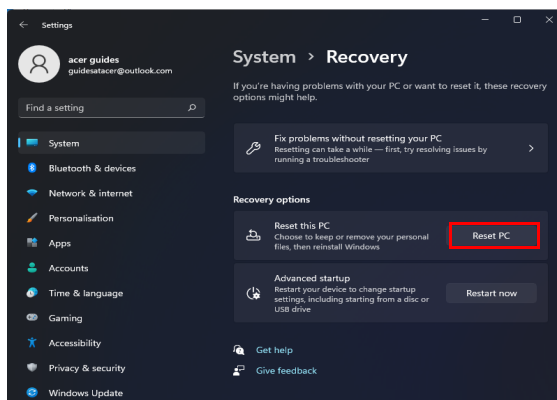 Settings
acer guides
guidesatacer@outlook.com
Find a setting
System
Bluetooth & devices
Network & internet
Personalisation
Apps
Accounts
Time & language
Gaming
Accessibility
Privacy & security
Windows Update
System > Recovery
If you're having problems with your PC or want to reset it, these recovery
options might help.
Fix problems without resetting your PC
Resetting can take a while — first, try resolving issues by
running a troubleshooter
Recovery options
Reset this PC
Choose to keep or remove your personal
files, then reinstall Windows
Reset PC
Advanced startup
Restart your device to change startup
settings, including starting from a disc or
USB drive
Restart now
Get help
Give feedback